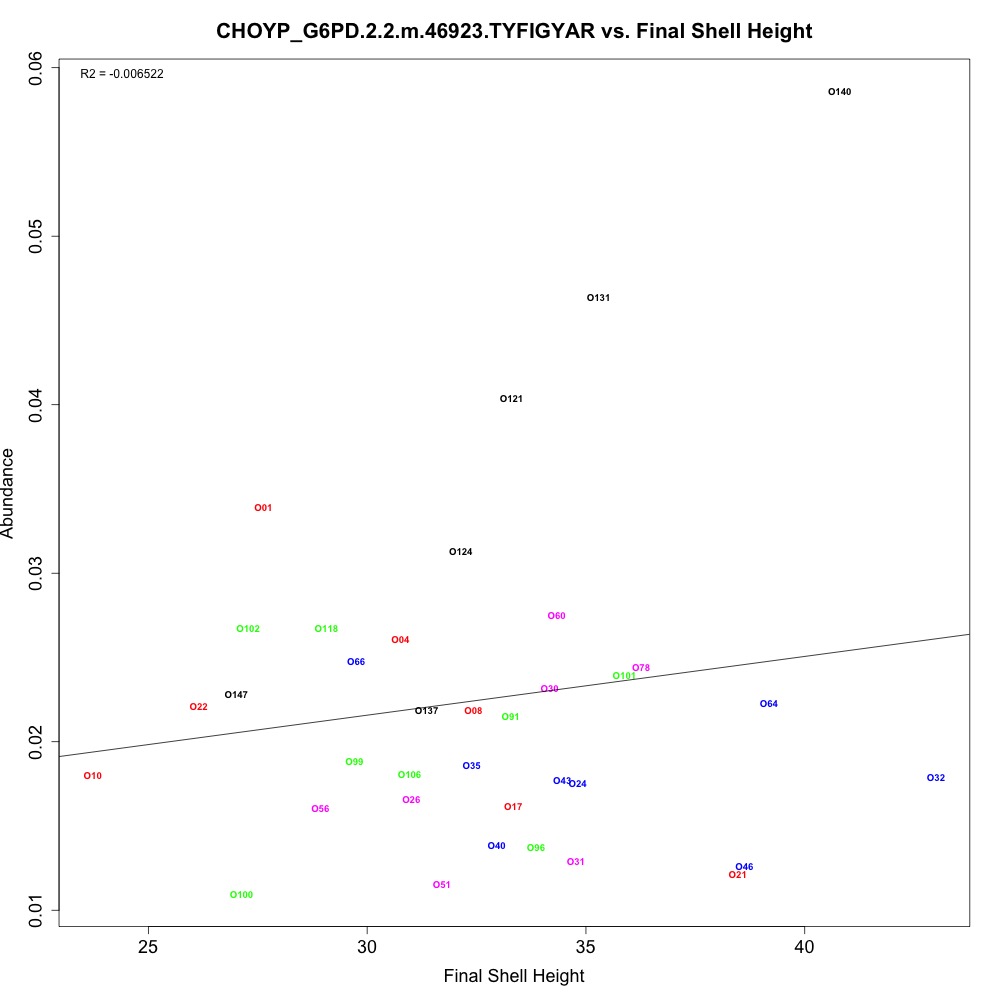 CHOYP_G6PD.2.2.m.46923.TYFIGYAR vs. Final Shell Height
R2 = -0.006522
0.06
O140
0.05
O131
0.04
O121
Abundance
O01
O124
0.03
O60
O102
O118
O04
O66
O78
O101
O30
O147
O64
O22
O137
O08
O91
0.02
O99
O35
O106
O10
O32
O43
O24
O26
O17
O56
O40
O96
O31
O46
O21
O51
O100
0.01
25
30
35
40
Final Shell Height